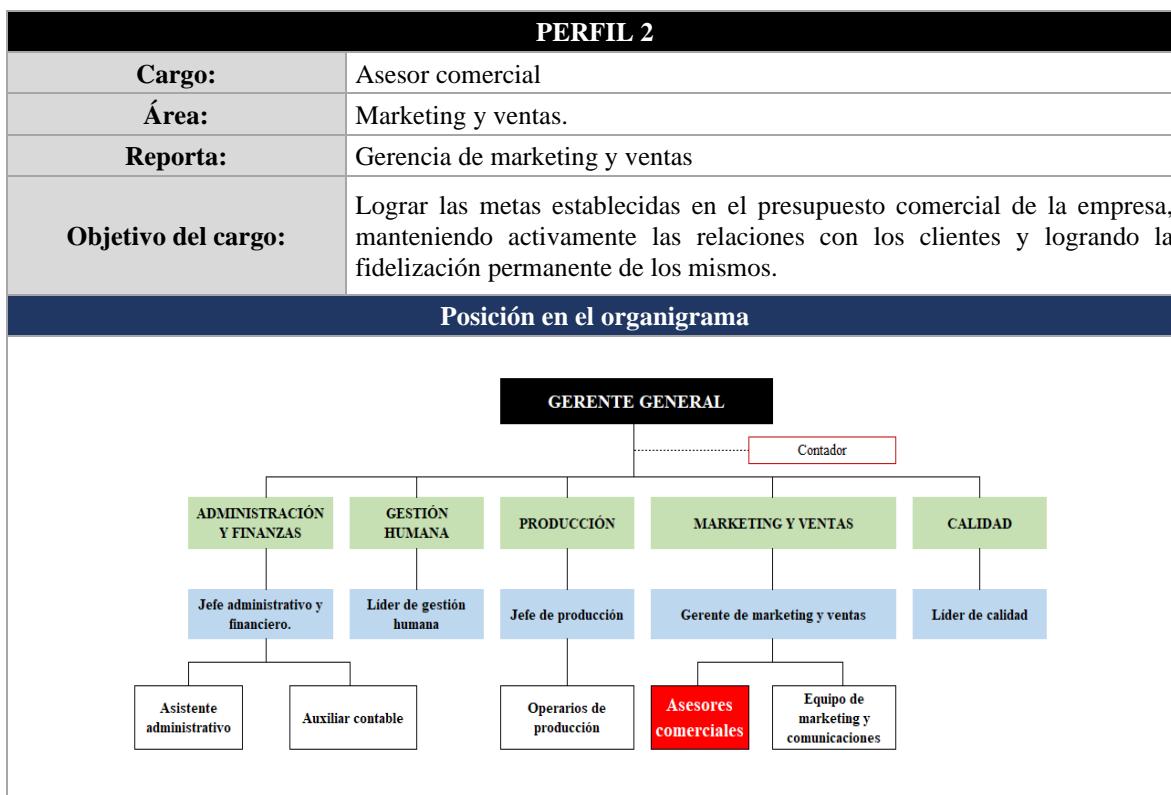 PERFIL 2
Cargo: Asesor comercial
Área: Marketing y ventas.
Reporta: Gerencia de marketing y ventas
Objetivo del cargo:
Lograr las metas establecidas en el presupuesto comercial de la empresa,
manteniendo activamente las relaciones con los clientes y logrando la
fidelización permanente de los mismos.
Posición en el organigrama
GERENTE GENERAL
Contador
ADMINISTRACIÓN
Y FINANZAS
GESTIÓN
HUMANA
PRODUCCIÓN
MARKETING Y VENTAS
CALIDAD
Jefe administrativo y
financiero.
Líder de gestión
humana
Jefe de producción
Gerente de marketing y ventas
Líder de calidad
Asistente
administrativo
Auxiliar contable
Operarios de
producción
Asesores
comerciales
Equipo de
marketing y
comunicaciones